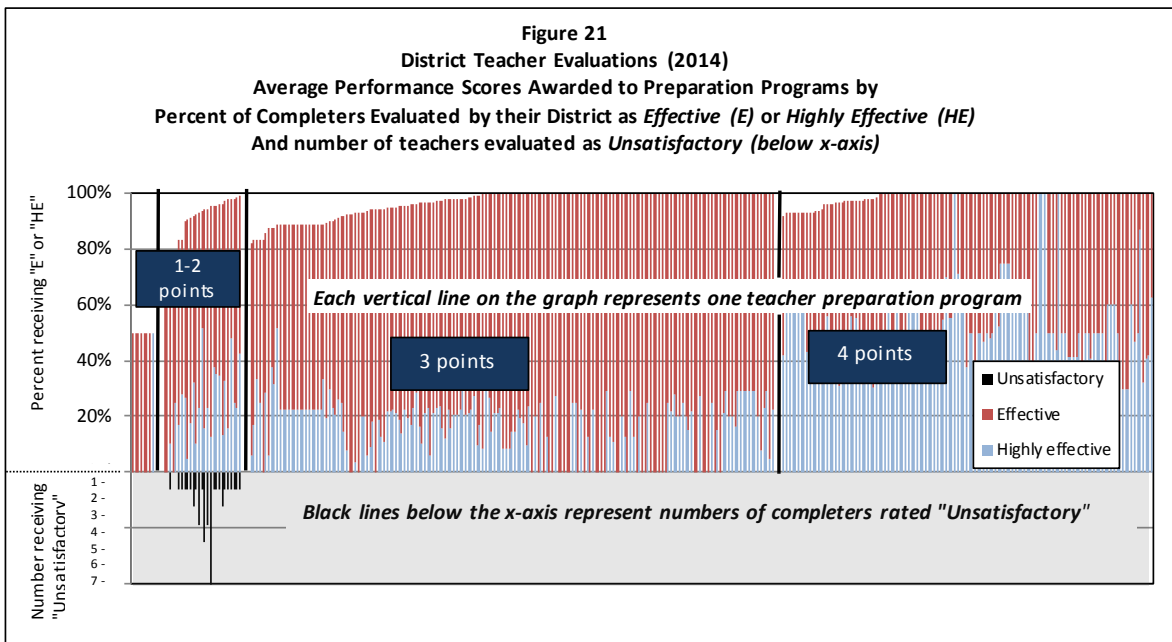 Figure 21
District Teacher Evaluations (2014)
Average Performance Scores Awarded to Preparation Programs by
Percent of Completers Evaluated by their District as Effective (E) or Highly Effective (HE)
And number of teachers evaluated as Unsatisfactory (below x-axis)
Percent receiving "E" or "HE"
100%
80%
60%
40%
20%
-
1-2
points
Each vertical line on the graph represents one teacher preparation program
3 points
4 points
Unsatisfactory
Effective
Highly effective
Number receiving
"Unsatisfactory"
1 -
2 -
3 -
4 -
5 -
6 -
7 -
Black lines below the x-axis represent numbers of completers rated "Unsatisfactory"